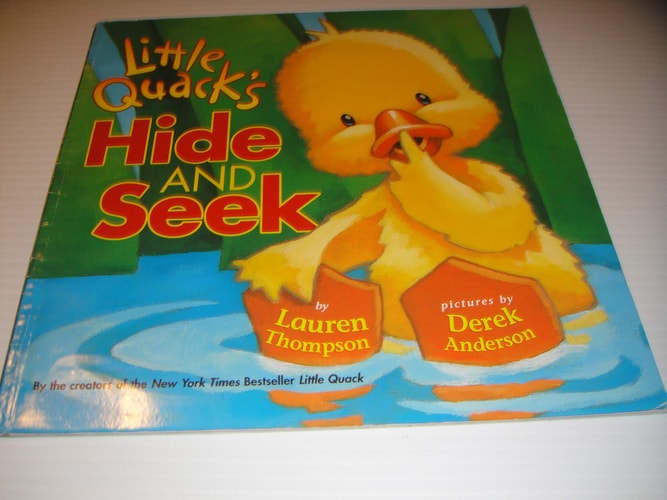 Little
Quack's
Hide
AND
Seek
by
Lauren
Thompson
pictures by
Derek
Anderson
By the creators of the New York Times Bestseller Little Quack